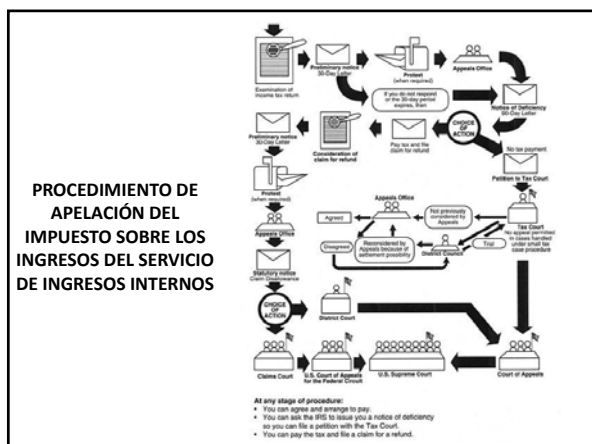 PROCEDIMIENTO DE
APELACIÓN DEL
IMPUESTO SOBRE LOS
INGRESOS DEL SERVICIO
DE INGRESOS INTERNOS
Examination of
income tax return
Preliminary notice
30-Day Letter
Protest
(when required)
Appeals Office
If you do not respond
or the 30-day period
expires, then
Notice of Deficiency
90-Day Letter
Preliminary notice
30-Day Letter
Consideration of
claim for refund
Pay tax and file
claim for refund
CHOICE
OF
ACTION
No tax payment
Petition to Tax Court
Protest
(when required)
Appeals Office
Agreed
Not previously
considered by
Appeals
Tax Court
No appeal permitted
in cases handled
under small tax
case procedure
Appeals Office
Disagreed
Reconsidered by
Appeals because of
settlement possibility
District Council
Trial
Statutory notice
Claim Disallowance
CHOICE
OF
ACTION
District Court
Claims Court
U.S. Court of Appeals
for the Federal Circuit
U.S. Supreme Court
Court of Appeals
At any stage of procedure:
• You can agree and arrange to pay.
• You can ask the IRS to issue you a notice of deficiency
so you can file a petition with the Tax Court.
• You can pay the tax and file a claim for a refund.